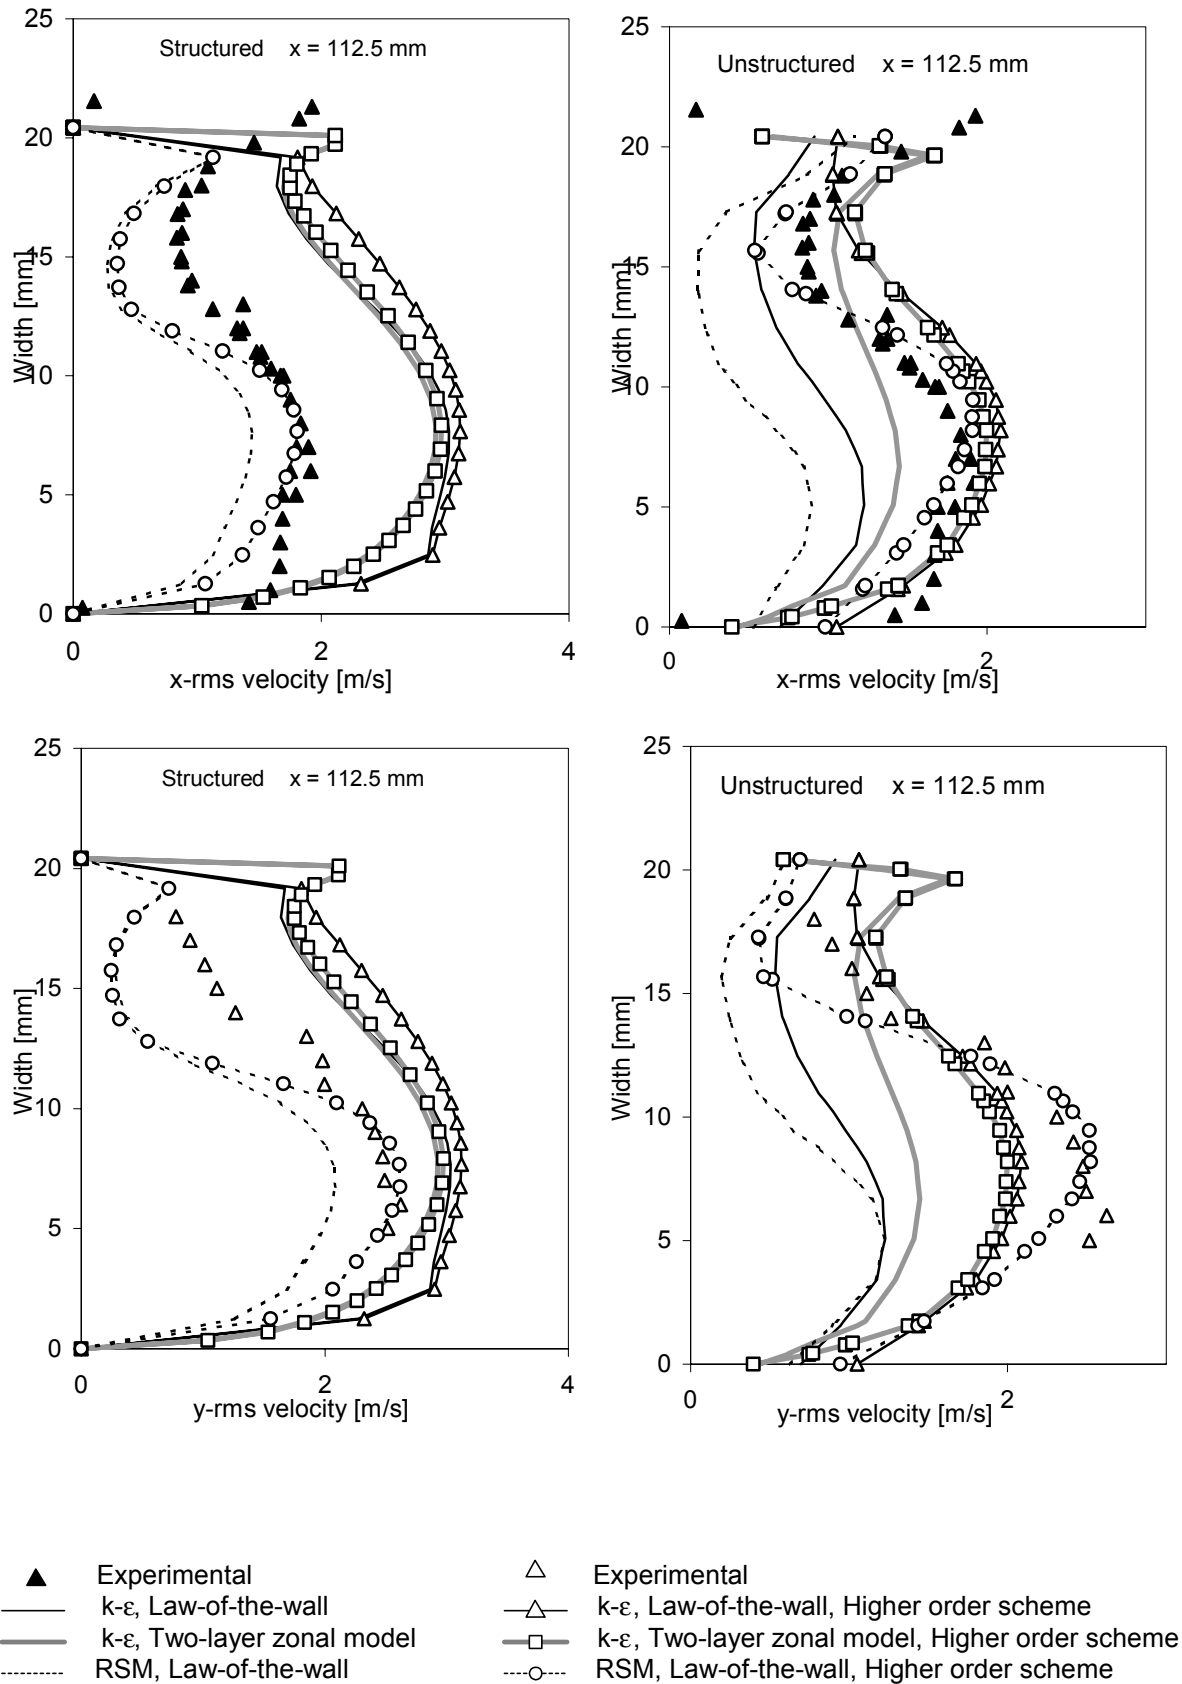 25
20
15
10
5
0
Width [mm]
Structured x = 112.5 mm
0
2
4
x-rms velocity [m/s]
25
20
15
10
5
0
Width [mm]
Unstructured x = 112.5 mm
0
2
x-rms velocity [m/s]
25
20
15
10
5
0
Width [mm]
Structured x = 112.5 mm
0
2
4
y-rms velocity [m/s]
25
20
15
10
5
0
Width [mm]
Unstructured x = 112.5 mm
0
2
y-rms velocity [m/s]
Experimental
k-ε, Law-of-the-wall
k-ε, Two-layer zonal model
RSM, Law-of-the-wall
Experimental
k-ε, Law-of-the-wall, Higher order scheme
k-ε, Two-layer zonal model, Higher order scheme
RSM, Law-of-the-wall, Higher order scheme